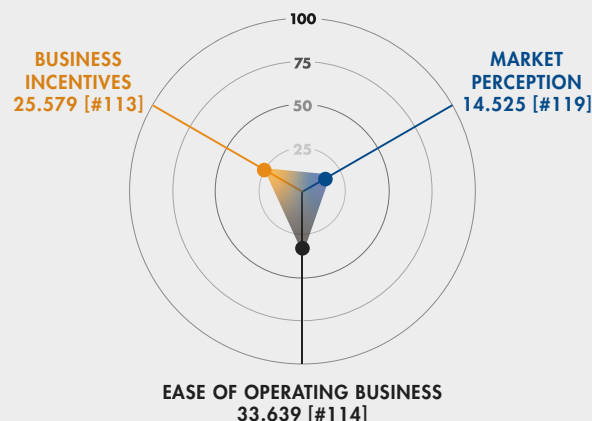 100
75
50
25
BUSINESS
INCENTIVES
25.579 [#113]
MARKET
PERCEPTION
14.525 [#119]
EASE OF OPERATING BUSINESS
33.639 [#114]